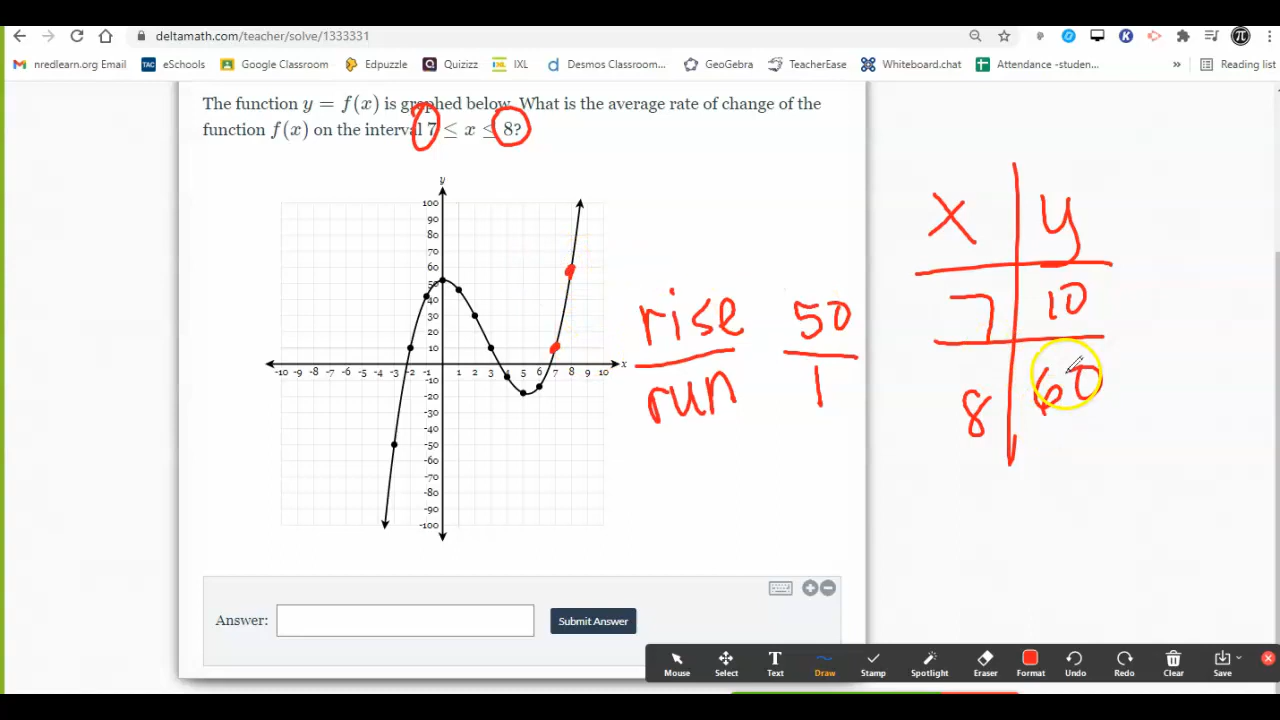 deltamath.com/teacher/solve/1333331
nredlearn.org Email eSchools Google Classroom Edpuzzle Quizizz IXL Desmos Classroom... GeoGebra TeacherEase Whiteboard.chat Attendance -studen... » Reading list
The function y = f(x) is graphed below. What is the average rate of change of the
function f(x) on the interval 7 ≤ x ≤ 8?
y
100
90
80
70
60
50
40
30
20
10
-10 -9 -8 -7 -6 -5 -4 -3 -2 -1 1 2 3 4 5 6 7 8 9 10 x
-10
-20
-30
-40
-50
-60
-70
-80
-90
-100
rise 50
run 1
x y
7 10
8 60
Answer: Submit Answer
Mouse Select Text Draw Stamp Spotlight Eraser Format Undo Redo Clear Save